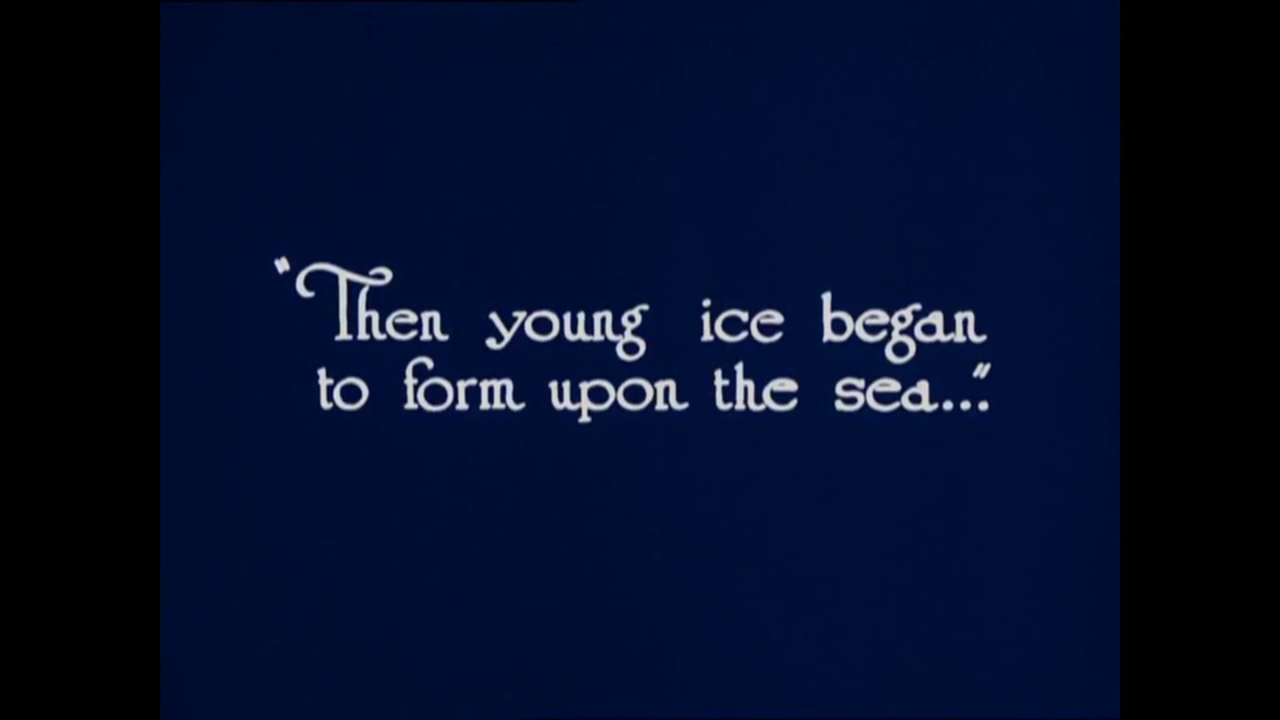 "Then young ice began
to form upon the sea..."